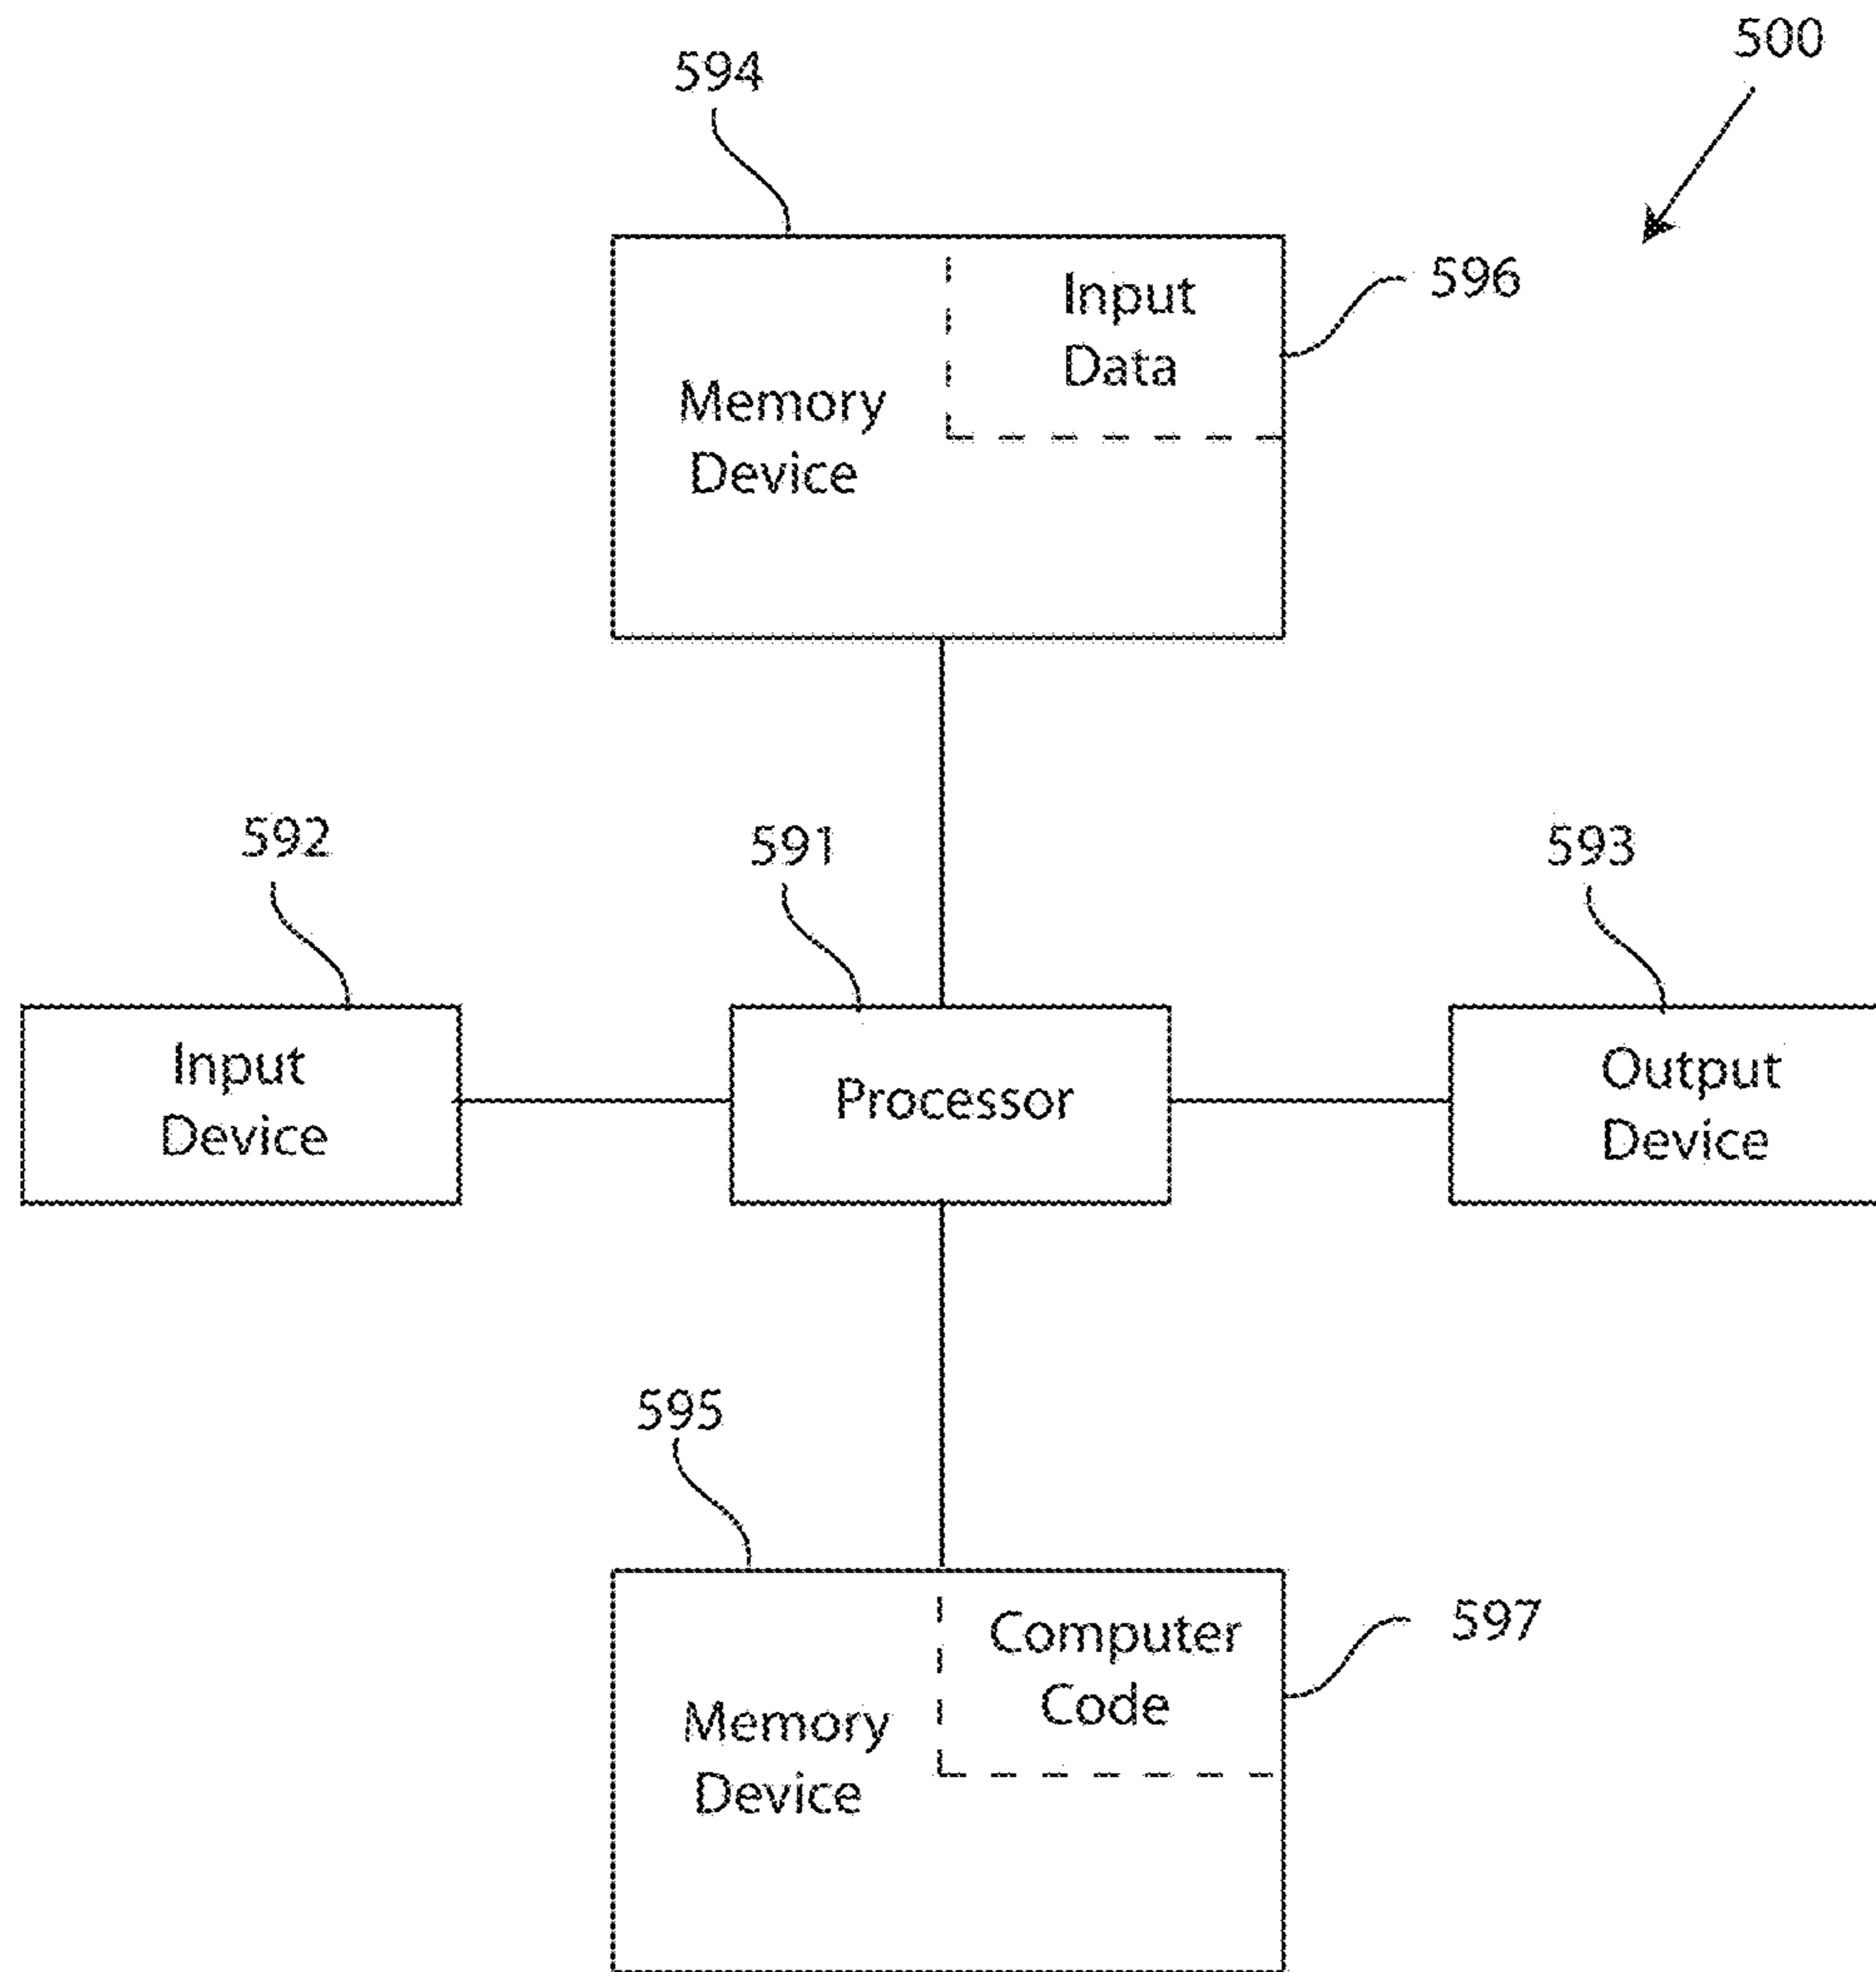 500
594
596
Input
Data
Memory
Device
592
591
593
Input
Device
Processor
Output
Device
595
597
Computer
Code
Memory
Device